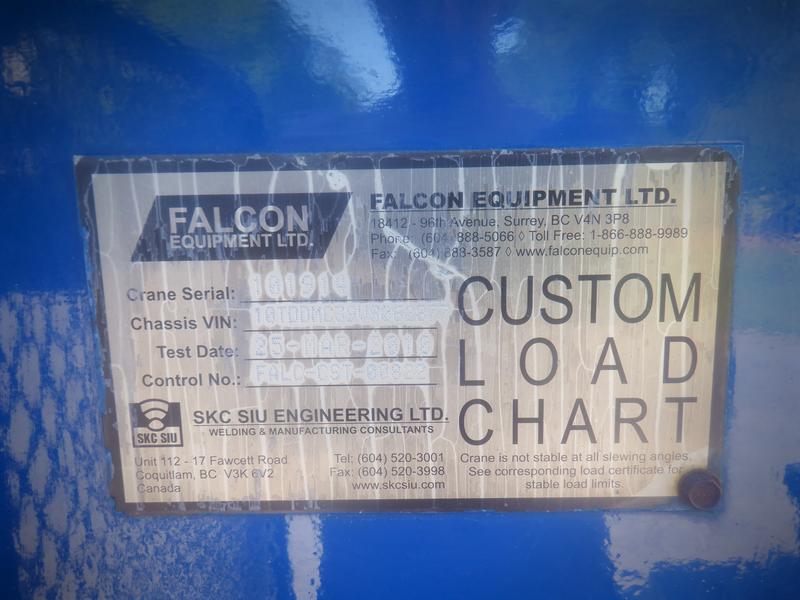 FALCON
EQUIPMENT LTD.
FALCON EQUIPMENT LTD.
18412 - 96th Avenue, Surrey, BC V4N 3P8
Phone: (604) 888-5066 ◊ Toll Free: 1-866-888-9989
Fax: (604) 888-3587 ◊ www.falconequip.com
Crane Serial:
Chassis VIN:
Test Date: 25-MAR-2010
Control No.:
CUSTOM
LOAD
CHART
SKC SIU
SKC SIU ENGINEERING LTD.
WELDING & MANUFACTURING CONSULTANTS
Unit 112 - 17 Fawcett Road
Coquitlam, BC V3K 6V2
Canada
Tel: (604) 520-3001
Fax: (604) 520-3998
www.skcsiu.com
Crane is not stable at all slewing angles.
See corresponding load certificate for
stable load limits.